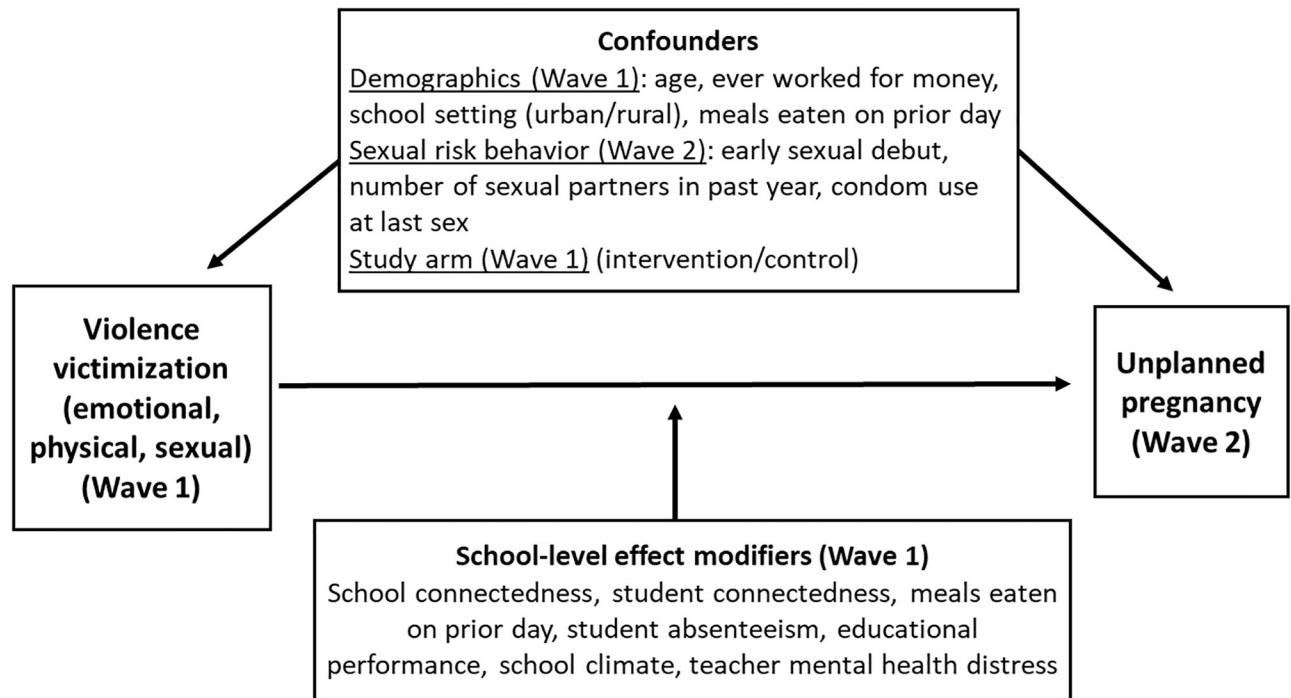 Confounders
Demographics (Wave 1): age, ever worked for money,
school setting (urban/rural), meals eaten on prior day
Sexual risk behavior (Wave 2): early sexual debut,
number of sexual partners in past year, condom use
at last sex
Study arm (Wave 1) (intervention/control)
Violence
victimization
(emotional,
physical, sexual)
(Wave 1)
Unplanned
pregnancy
(Wave 2)
School-level effect modifiers (Wave 1)
School connectedness, student connectedness, meals eaten
on prior day, student absenteeism, educational
performance, school climate, teacher mental health distress